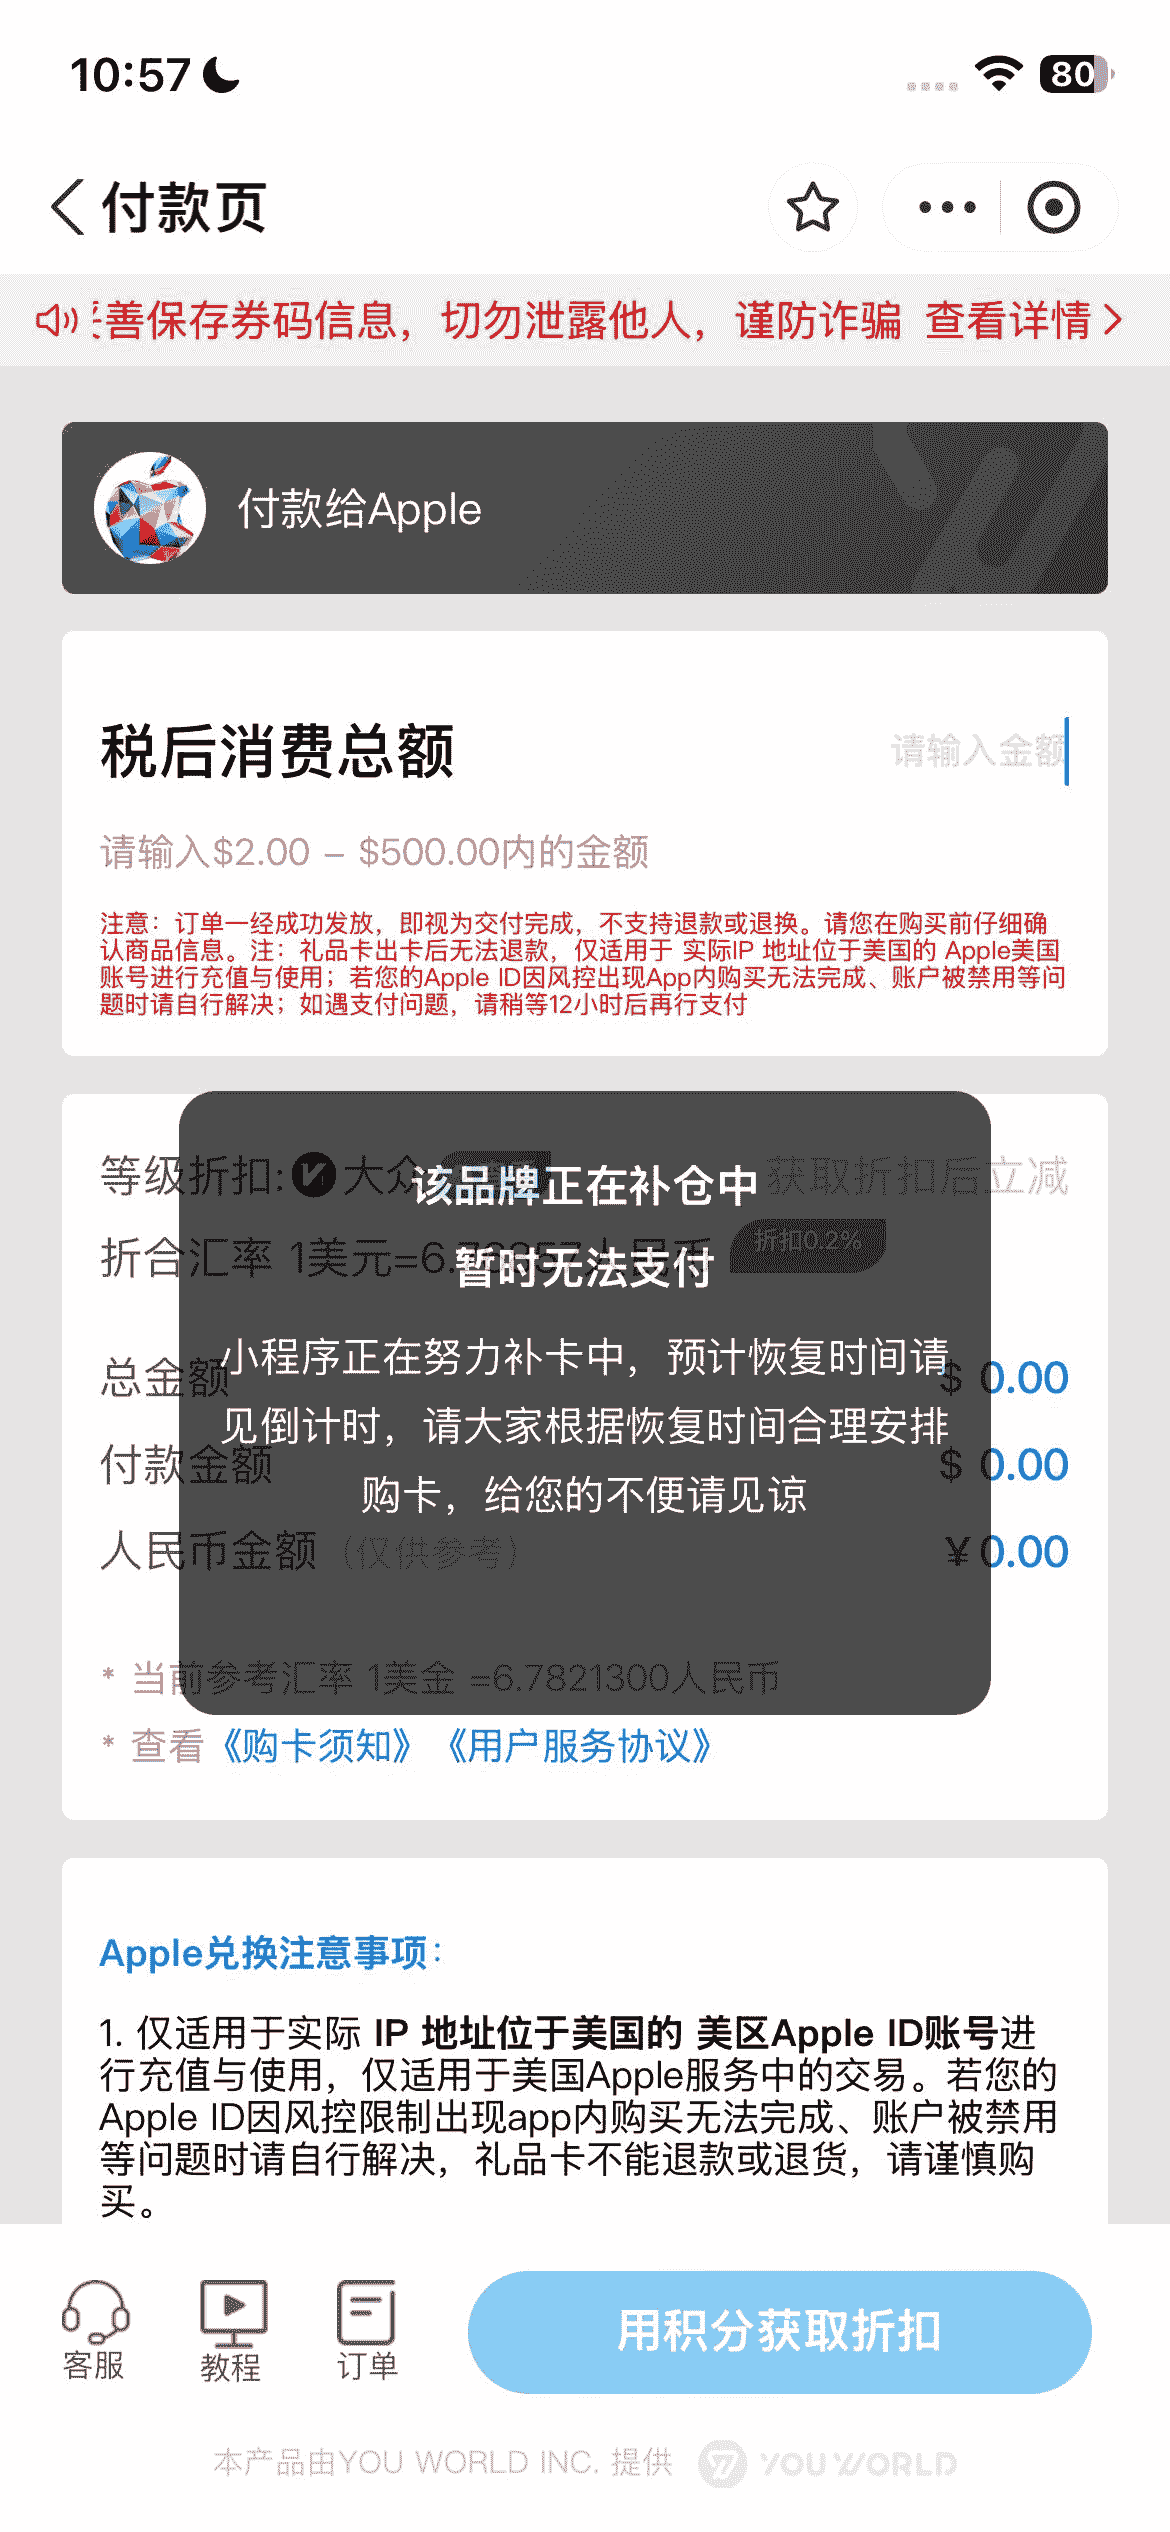 10:57
80
付款页
善保存券码信息，切勿泄露他人，谨防诈骗 查看详情
付款给Apple
税后消费总额
请输入金额
请输入$2.00 – $500.00内的金额
注意：订单一经成功发放，即视为交付完成，不支持退款或退换。请您在购买前仔细确
认商品信息。注：礼品卡出卡后无法退款，仅适用于 实际IP 地址位于美国的 Apple美国
账号进行充值与使用；若您的Apple ID因风控出现App内购买无法完成、账户被禁用等问
题时请自行解决；如遇支付问题，请稍等12小时后再行支付
等级折扣: 大众 获取折扣后立减
该品牌正在补仓中
折合汇率 1美元=6. 人民币 折扣0.2%
暂时无法支付
小程序正在努力补卡中，预计恢复时间请
见倒计时，请大家根据恢复时间合理安排
购卡，给您的不便请见谅
总金额 $ 0.00
付款金额 $ 0.00
人民币金额（仅供参考） ¥ 0.00
* 当前参考汇率 1美金 =6.7821300人民币
* 查看《购卡须知》《用户服务协议》
Apple兑换注意事项：
1. 仅适用于实际 IP 地址位于美国的 美区Apple ID账号进
行充值与使用，仅适用于美国Apple服务中的交易。若您的
Apple ID因风控限制出现app内购买无法完成、账户被禁用
等问题时请自行解决，礼品卡不能退款或退货，请谨慎购
买。
客服
教程
订单
用积分获取折扣
本产品由YOU WORLD INC. 提供 YOU WORLD